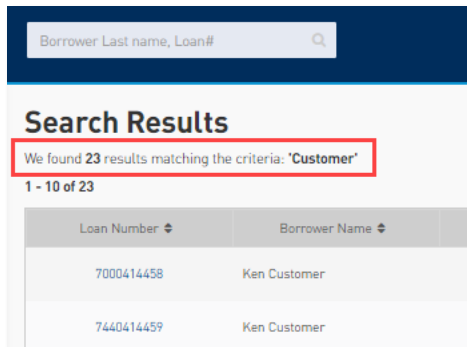 Borrower Last name, Loan#
Search Results
We found 23 results matching the criteria: 'Customer'
1 - 10 of 23
Loan Number Borrower Name
7000414458 Ken Customer
7440414459 Ken Customer